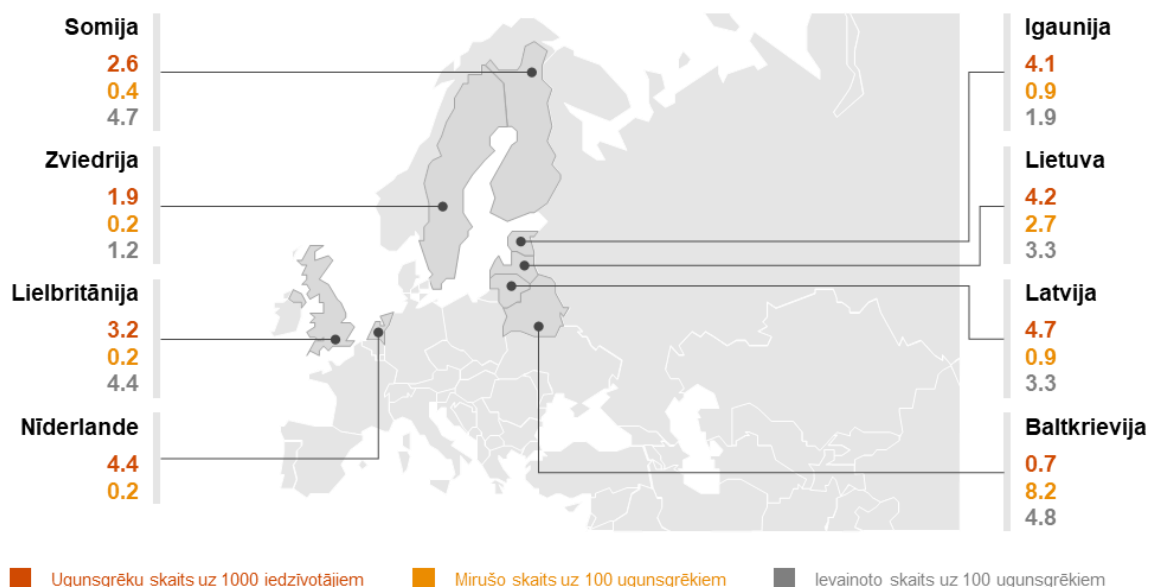 Somija
2.6
0.4
4.7
Zviedrija
1.9
0.2
1.2
Lielbritānija
3.2
0.2
4.4
Nīderlande
4.4
0.2
Igaunija
4.1
0.9
1.9
Lietuva
4.2
2.7
3.3
Latvija
4.7
0.9
3.3
Baltkrievija
0.7
8.2
4.8
Ugunsgrēku skaits uz 1000 iedzīvotājiem
Mirušo skaits uz 100 ugunsgrēkiem
Ievainoto skaits uz 100 ugunsgrēkiem